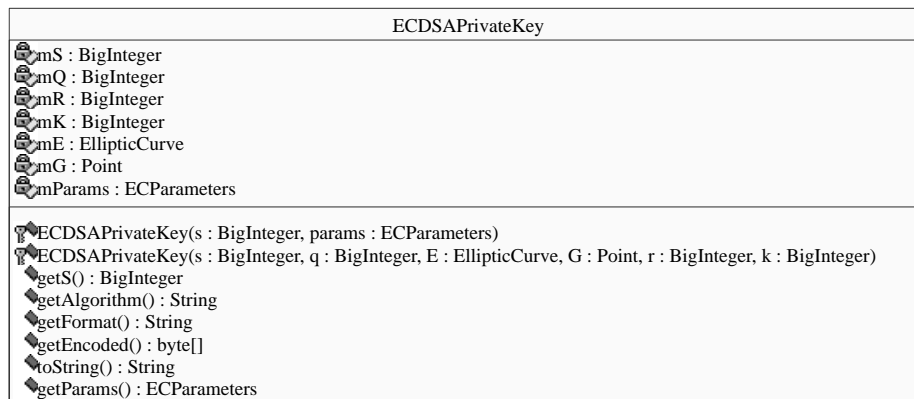 ECDSAPrivateKey
mS : BigInteger
mQ : BigInteger
mR : BigInteger
mK : BigInteger
mE : EllipticCurve
mG : Point
mParams : ECParameters
ECDSAPrivateKey(s : BigInteger, params : ECParameters)
ECDSAPrivateKey(s : BigInteger, q : BigInteger, E : EllipticCurve, G : Point, r : BigInteger, k : BigInteger)
getS() : BigInteger
getAlgorithm() : String
getFormat() : String
getEncoded() : byte[]
toString() : String
getParams() : ECParameters